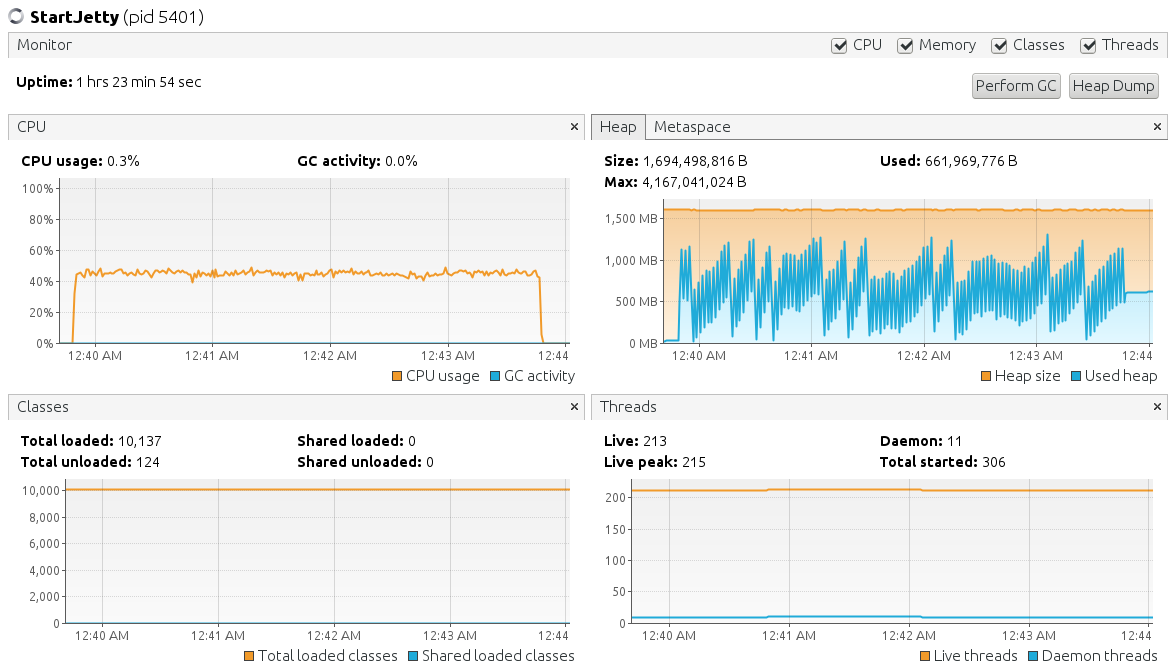 StartJetty (pid 5401)
Monitor
CPU Memory Classes Threads
Uptime: 1 hrs 23 min 54 sec
Perform GC Heap Dump
CPU ×
CPU usage: 0.3% GC activity: 0.0%
100%
80%
60%
40%
20%
0%
12:40 AM 12:41 AM 12:42 AM 12:43 AM 12:44
CPU usage GC activity
Heap Metaspace ×
Size: 1,694,498,816 B Used: 661,969,776 B
Max: 4,167,041,024 B
1,500 MB
1,000 MB
500 MB
0 MB
12:40 AM 12:41 AM 12:42 AM 12:43 AM 12:44
Heap size Used heap
Classes ×
Total loaded: 10,137 Shared loaded: 0
Total unloaded: 124 Shared unloaded: 0
10,000
8,000
6,000
4,000
2,000
0
12:40 AM 12:41 AM 12:42 AM 12:43 AM 12:44
Total loaded classes Shared loaded classes
Threads ×
Live: 213 Daemon: 11
Live peak: 215 Total started: 306
200
150
100
50
0
12:40 AM 12:41 AM 12:42 AM 12:43 AM 12:44
Live threads Daemon threads